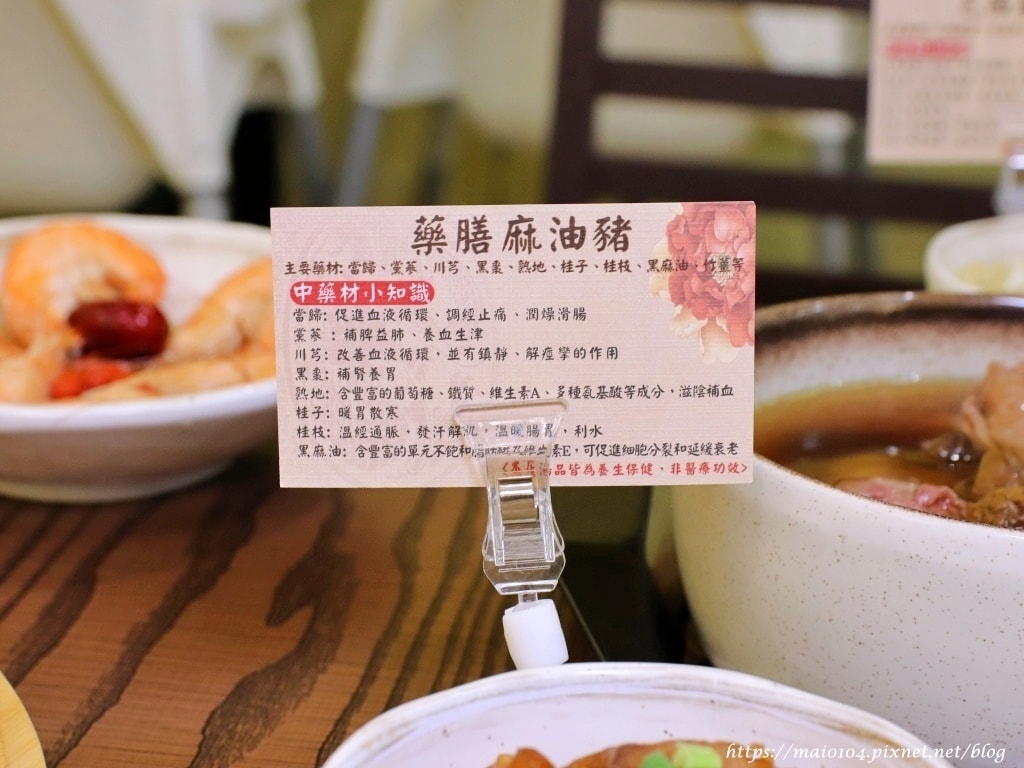 藥膳麻油豬
主要藥材: 當歸、黨蔘、川芎、黑棗、熟地、桂子、桂枝、黑麻油、竹薑等
中藥材小知識
當歸: 促進血液循環、調經止痛、潤燥滑腸
黨蔘 : 補脾益肺、養血生津
川芎: 改善血液循環，並有鎮靜、解痙攣的作用
黑棗: 補腎養胃
熟地: 含豐富的葡萄糖、鐵質、維生素A、多種氨基酸等成分，滋陰補血
桂子: 暖胃散寒
桂枝: 溫經通脈，發汗解肌，溫暖腸胃，利水
黑麻油: 含豐富的單元不飽和脂肪酸及維生素E，可促進細胞分裂和延緩衰老
品皆為養生保健，非醫療功效>
https://maio104.pixnet.net/blog